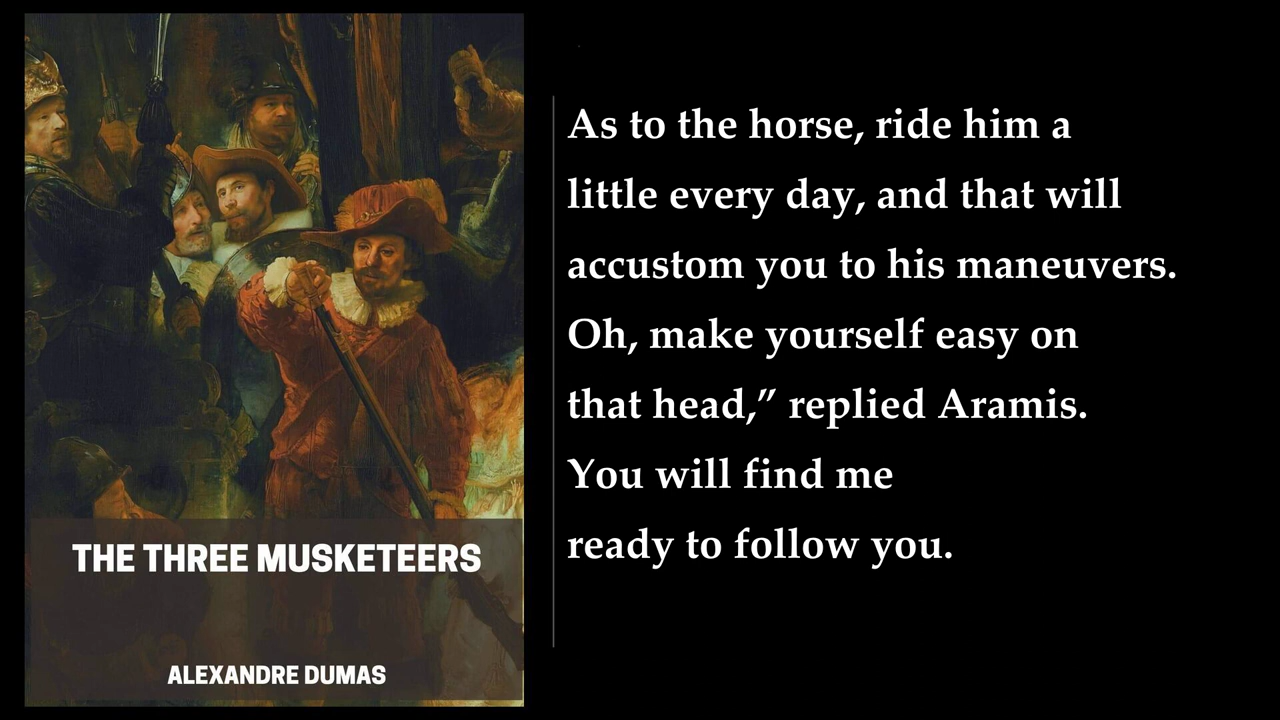 THE THREE MUSKETEERS
ALEXANDRE DUMAS
As to the horse, ride him a
little every day, and that will
accustom you to his maneuvers.
Oh, make yourself easy on
that head,” replied Aramis.
You will find me
ready to follow you.